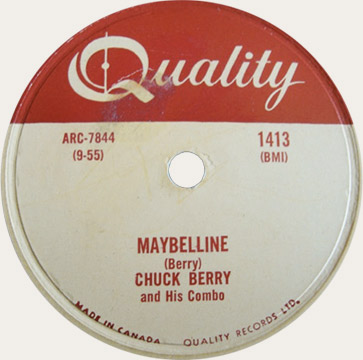 Quality
ARC-7844
(9-55)
1413
(BMI)
MAYBELLINE
(Berry)
CHUCK BERRY
and His Combo
MADE IN CANADA
QUALITY RECORDS LTD.